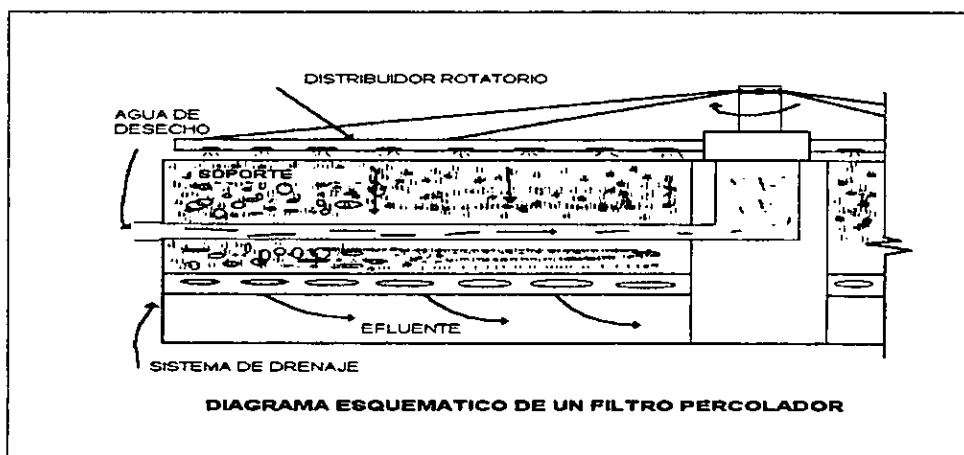 DISTRIBUIDOR ROTATORIO
AGUA DE
DESECHO
SOPORTE
EFLUENTE
SISTEMA DE DRENAJE
DIAGRAMA ESQUEMATICO DE UN FILTRO PERCOLADOR